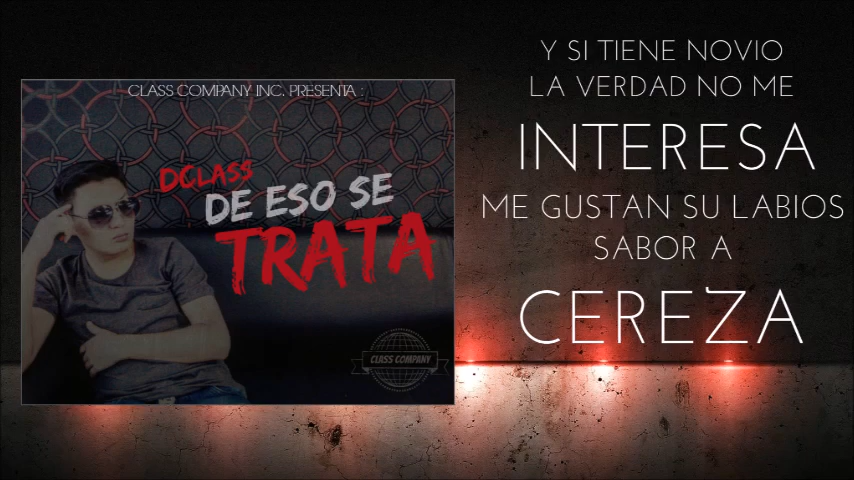 CLASS COMPANY INC. PRESENTA :
DCLASS
DE ESO SE
TRATA
CLASS COMPANY
Y SI TIENE NOVIO
LA VERDAD NO ME
INTERESA
ME GUSTAN SU LABIOS
SABOR A
CEREZA